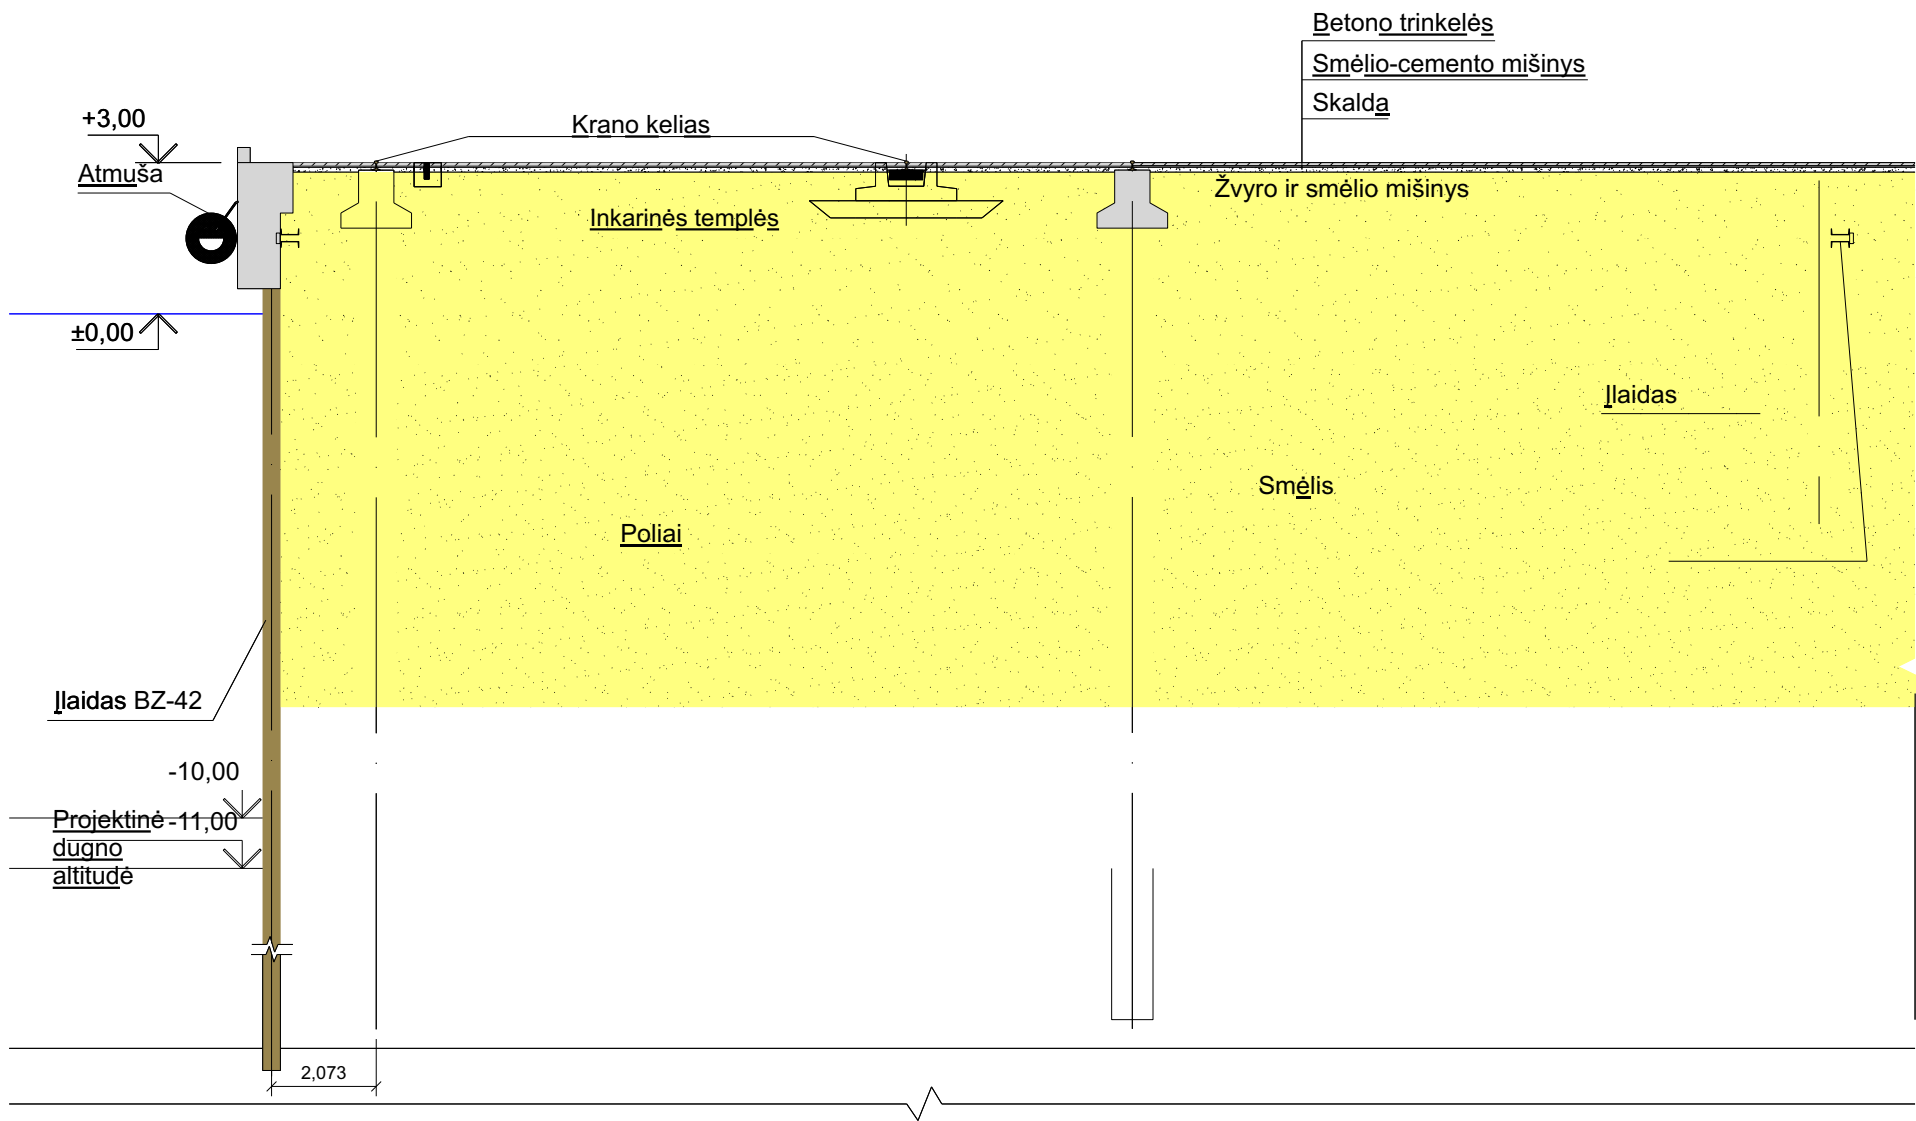 Betono trinkelės
Smėlio-cemento mišinys
Skalda
+3,00
Krano kelias
Atmuša
Žvyro ir smėlio mišinys
Inkarinės templės
±0,00
Įlaidas
Smėlis
Poliai
Įlaidas BZ-42
-10,00
Projektinė -11,00
dugno
altitudė
2,073